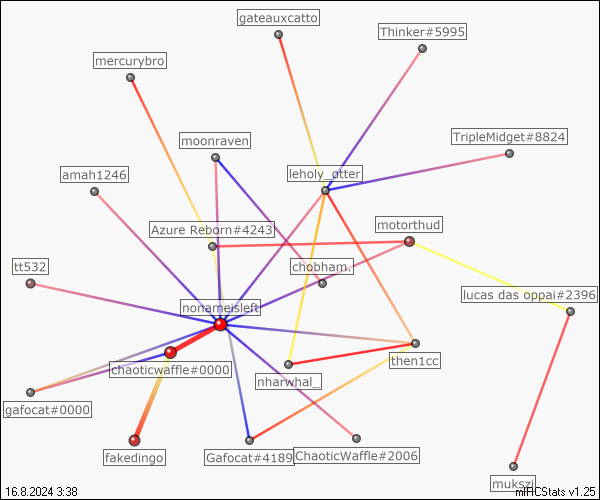 gateauxcatto
Thinker#5995
mercurybro
TripleMidget#8824
moonraven
amah1246
leholy_otter
Azure Reborn#4243
motorthud
tt532
chobham.
lucas das oppai#2396
nonameisleft
then1cc
chaoticwaffle#0000
nharwhal_
gafocat#0000
fakedingo
Gafocat#4189
ChaoticWaffle#2006
mukszi
16.8.2024 3:38
mIRCStats v1.25